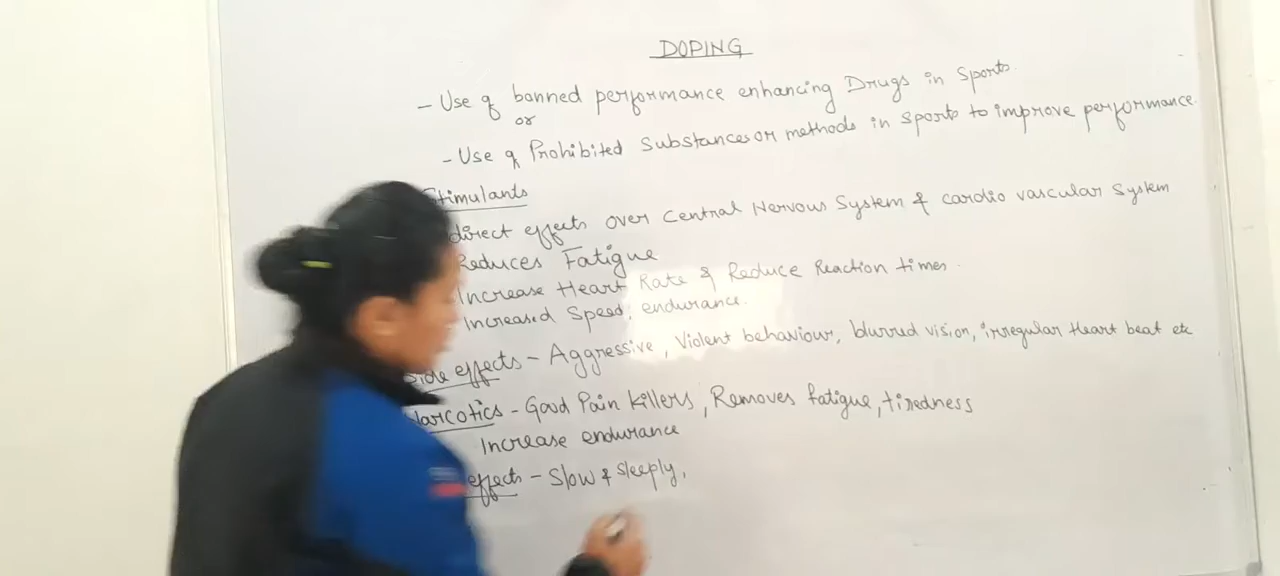 DOPING
- Use of banned performance enhancing Drugs in Sports.
or
- Use of Prohibited Substances or methods in Sports to improve performance.
Stimulants
direct effects over Central Nervous System & cardio vascular System
Reduces Fatigue
Increase Heart Rate & Reduce Reaction times.
Increased Speed, endurance.
Side effects - Aggressive, Violent behaviour, blurred vision, irregular Heart beat etc
Narcotics - Good Pain Killers, Removes fatigue, tiredness
Increase endurance
effects - Slow & Sleeply,